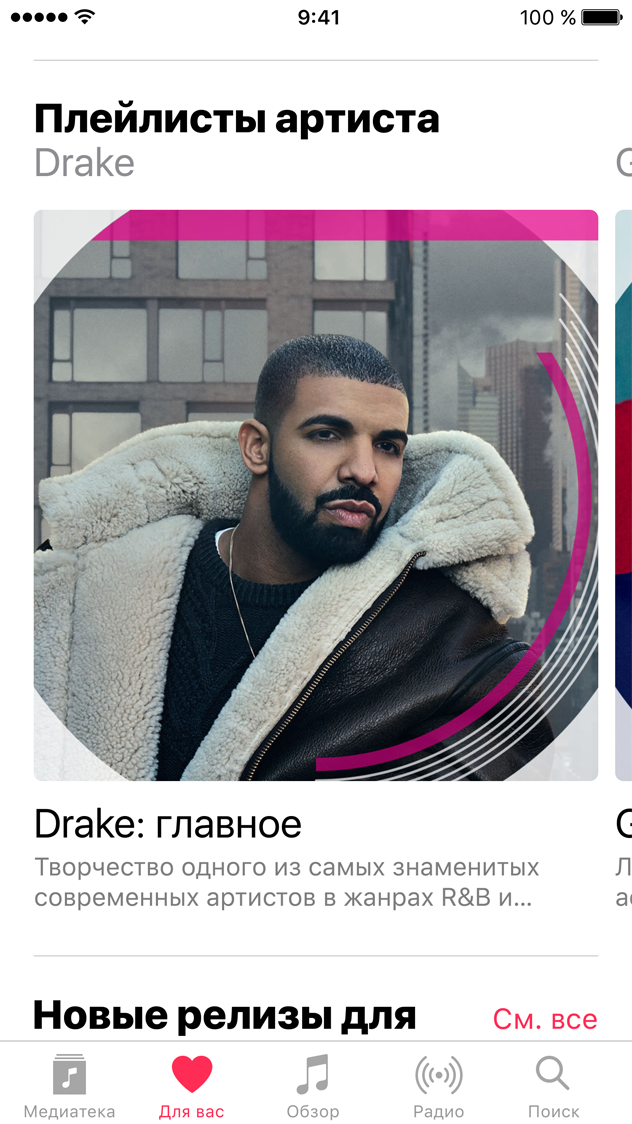 9:41
100 %
Плейлисты артиста
Drake
G
Drake: главное
G
Творчество одного из самых знаменитых
современных артистов в жанрах R&B и...
См. все
Новые релизы для
Медиатека
Для вас
Обзор
Радио
Поиск